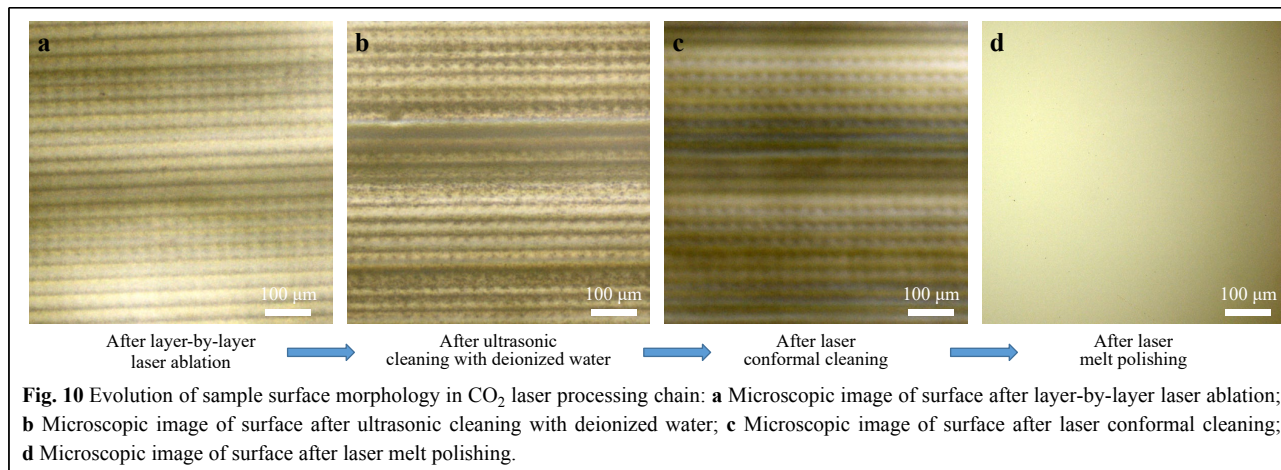 a
b
c
d
100 μm
100 μm
100 μm
100 μm
After layer-by-layer
laser ablation
After ultrasonic
cleaning with deionized water
After laser
conformal cleaning
After laser
melt polishing
Fig. 10 Evolution of sample surface morphology in CO₂ laser processing chain: a Microscopic image of surface after layer-by-layer laser ablation;
b Microscopic image of surface after ultrasonic cleaning with deionized water; c Microscopic image of surface after laser conformal cleaning;
d Microscopic image of surface after laser melt polishing.